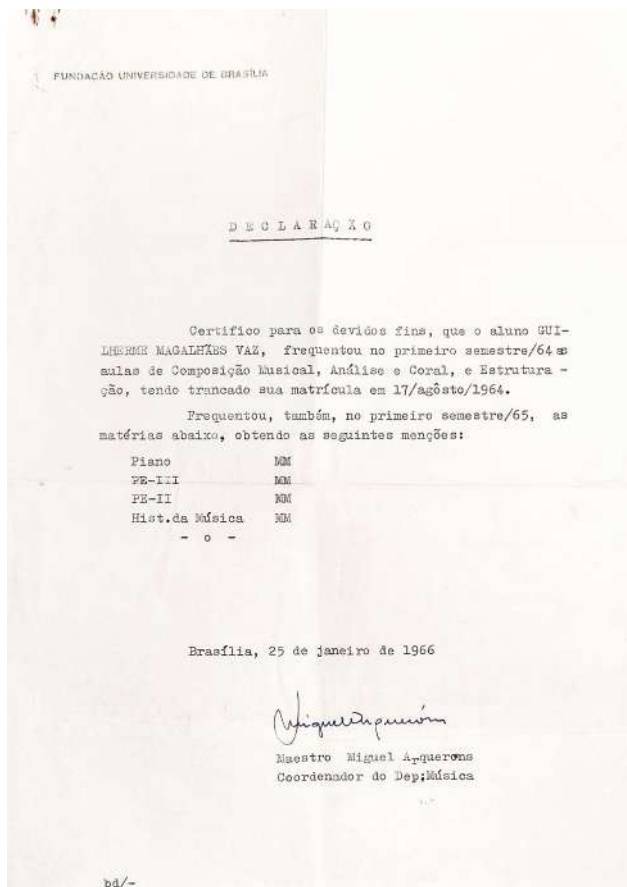 FUNDAÇÃO UNIVERSIDADE DE BRASÍLIA
D E C L A R A Ç Ã O
Certifico para os devidos fins, que o aluno GUI-
LHERME MAGALHÃES VAZ, frequentou no primeiro semestre/64 as
aulas de Composição Musical, Análise e Coral, e Estrutura -
ção, tendo trancado sua matrícula em 17/agôsto/1964.
Frequentou, também, no primeiro semestre/65, as
matérias abaixo, obtendo as seguintes menções:
Piano MM
PE-III MM
PE-II MM
Hist.da Música MM
- o -
Brasília, 25 de janeiro de 1966
Maestro Miguel Arquerons
Coordenador do Dep;Música
bd/-